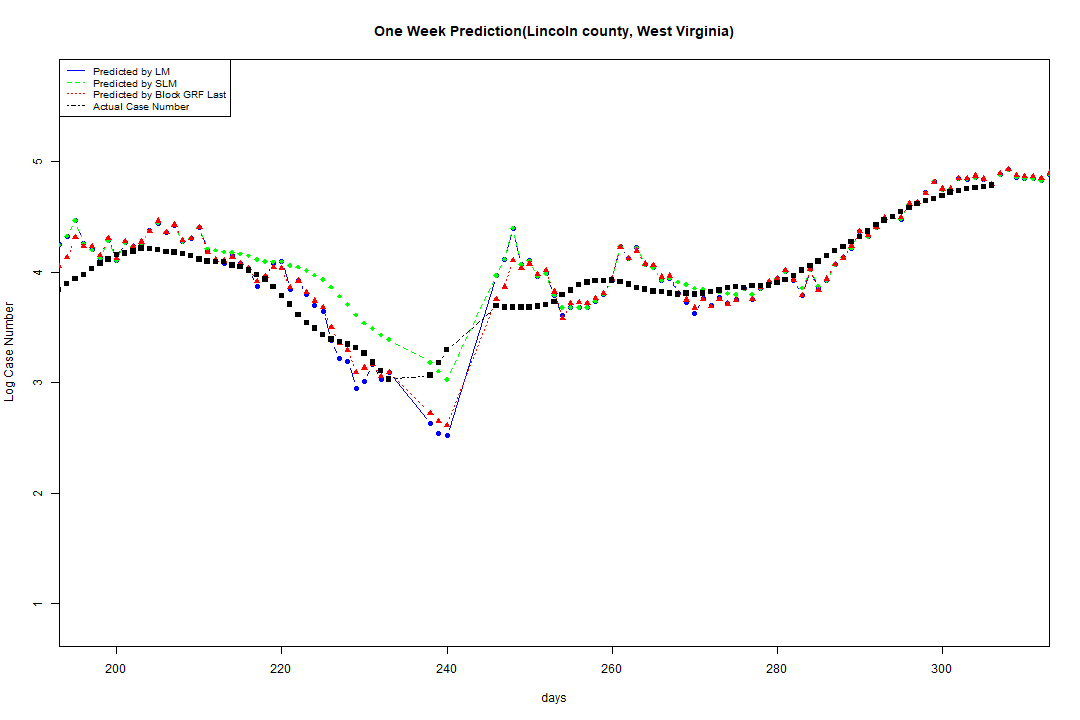 One Week Prediction(Lincoln county, West Virginia)
Predicted by LM
Predicted by SLM
Predicted by Block GRF Last
Actual Case Number
5
4
3
2
1
Log Case Number
200 220 240 260 280 300
days